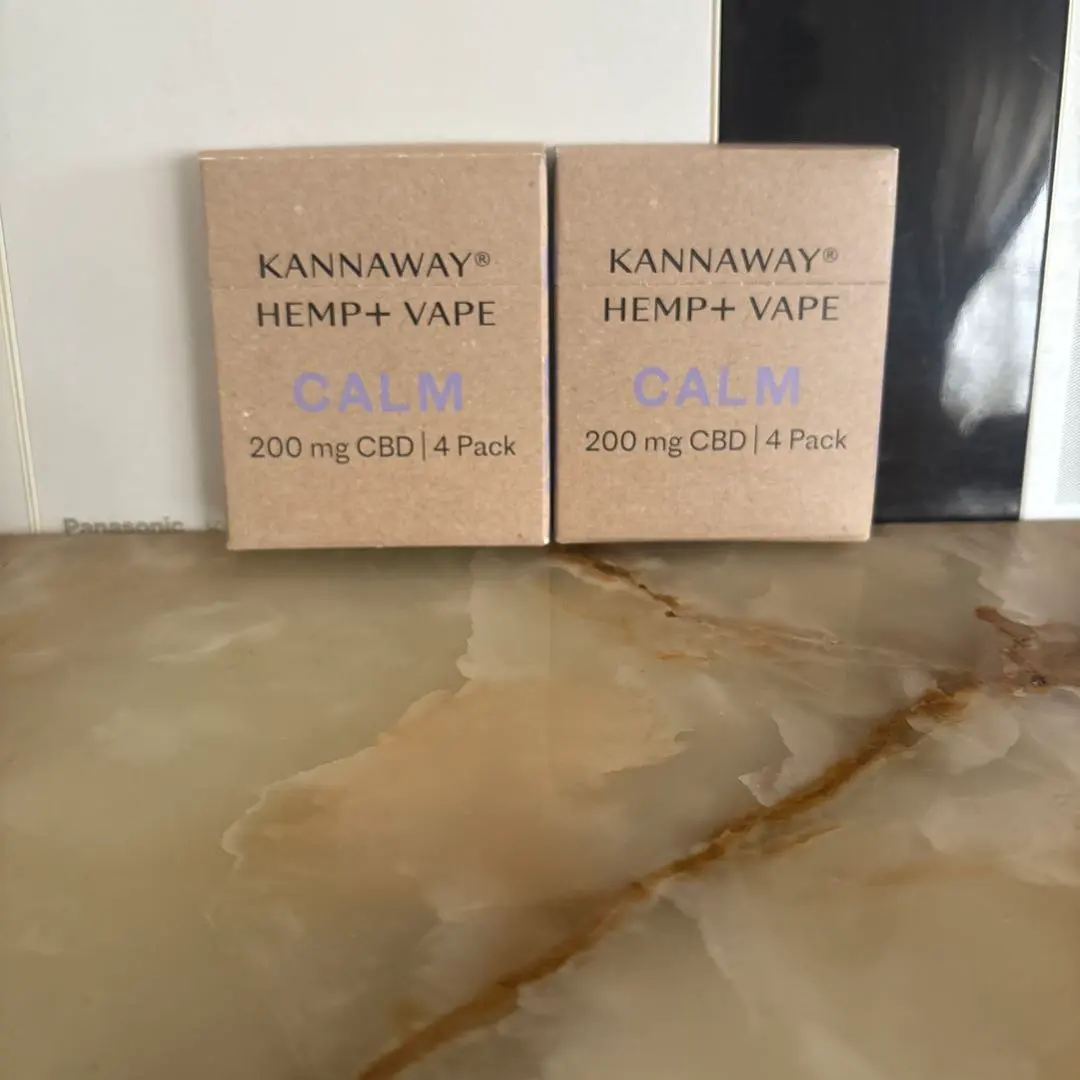 KANNAWAY®
HEMP+ VAPE
CALM
200 mg CBD | 4 Pack
KANNAWAY®
HEMP+ VAPE
CALM
200 mg CBD | 4 Pack
Panasonic